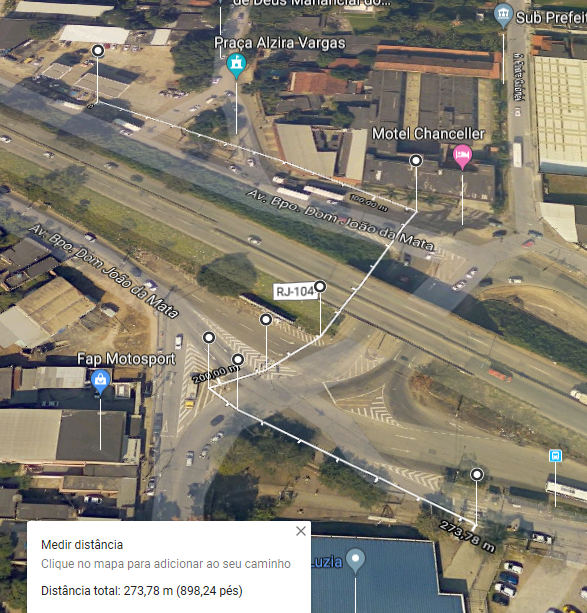 de Deus Manancial do...
Sub Prefeit
Praça Alzira Vargas
Motel Chanceller
100,00 m
Av. Bpo. Dom João da Mata
Av. Bpo. Dom João da Mata
RJ-104
Fap Motosport
200,00 m
273,78 m
Luzia
Medir distância
Clique no mapa para adicionar ao seu caminho
Distância total: 273,78 m (898,24 pés)